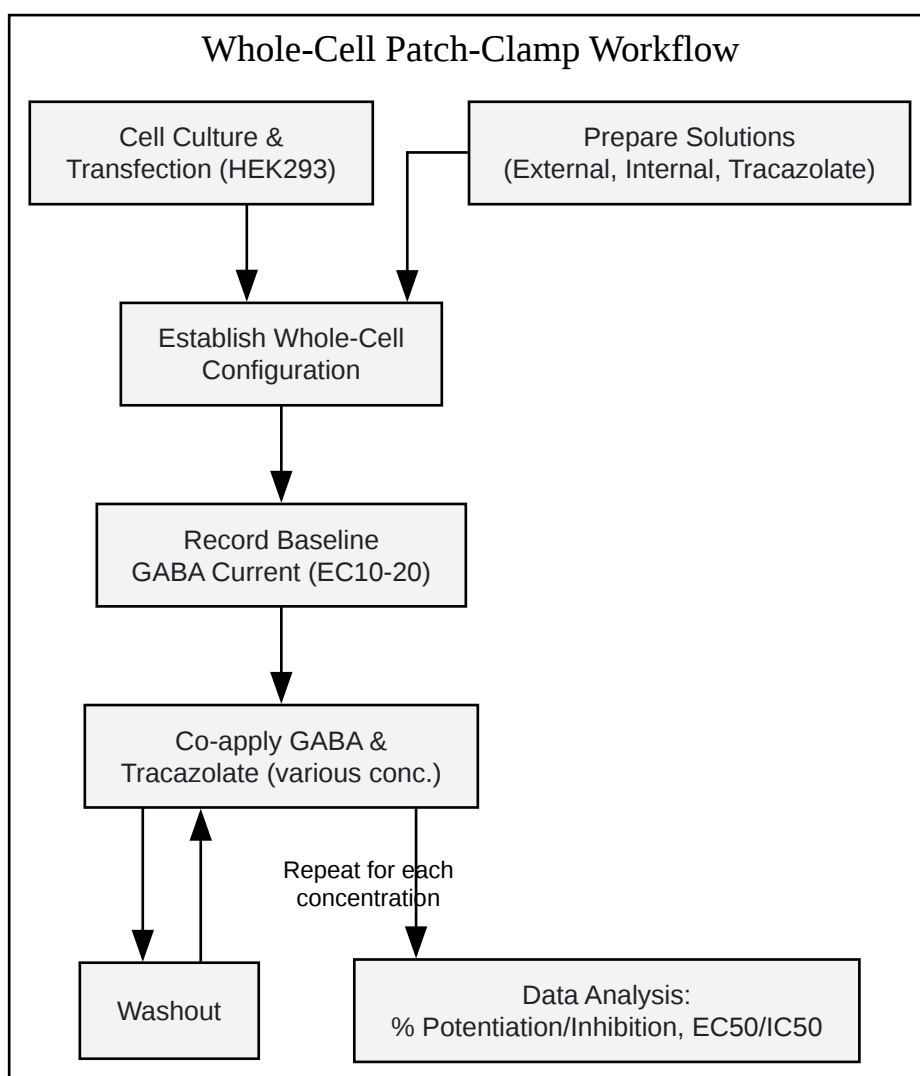 Whole-Cell Patch-Clamp Workflow
Cell Culture &
Transfection (HEK293)
Prepare Solutions
(External, Internal, Tracazolate)
Establish Whole-Cell
Configuration
Record Baseline
GABA Current (EC10-20)
Co-apply GABA &
Tracazolate (various conc.)
Repeat for each
concentration
Washout
Data Analysis:
% Potentiation/Inhibition, EC50/IC50